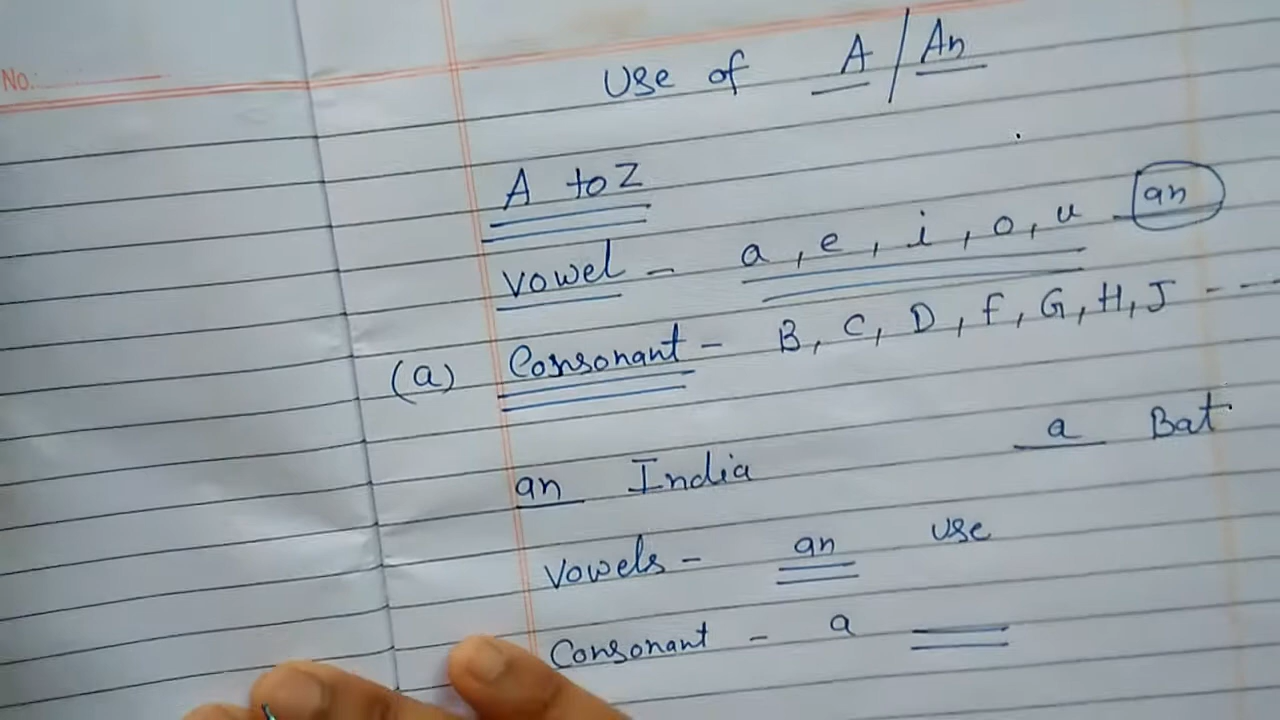 No.
Use of A / An
A to Z
Vowel - a, e, i, o, u - an
(a) Consonant - B, C, D, F, G, H, J ---
an India a Bat
Vowels - an use
Consonant - a